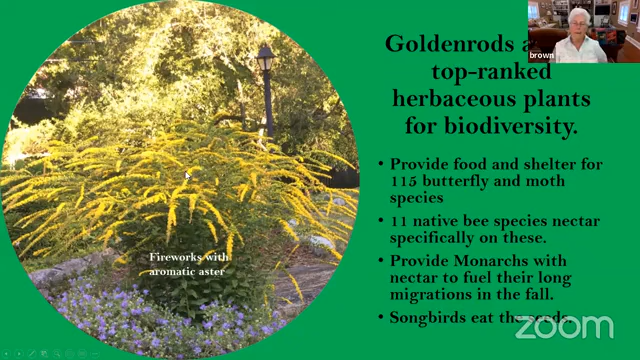 Goldenrods a
top-ranked
herbaceous plants
for biodiversity.
brown
• Provide food and shelter for
115 butterfly and moth
species
• 11 native bee species nectar
specifically on these.
• Provide Monarchs with
nectar to fuel their long
migrations in the fall.
• Songbirds eat the seeds.
Fireworks with
aromatic aster
zoom